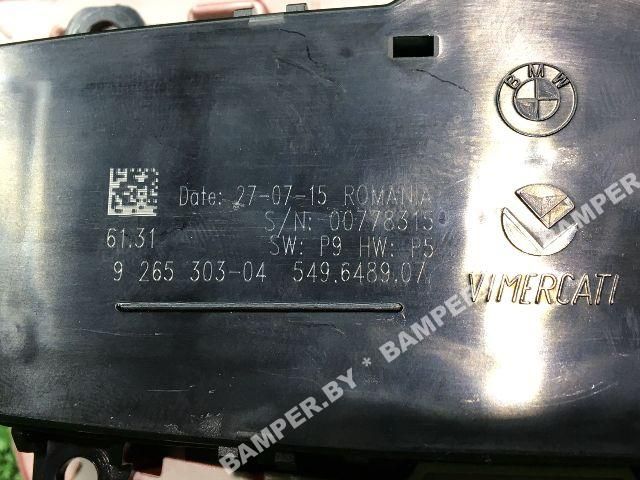 BMW
Date: 27-07-15 ROMANIA
S/N: 00778315
61.31 SW: P9 HW: P5
9 265 303-04 549.6489.07
VIMERCATI
BAMPER.BY * BAMPER.BY